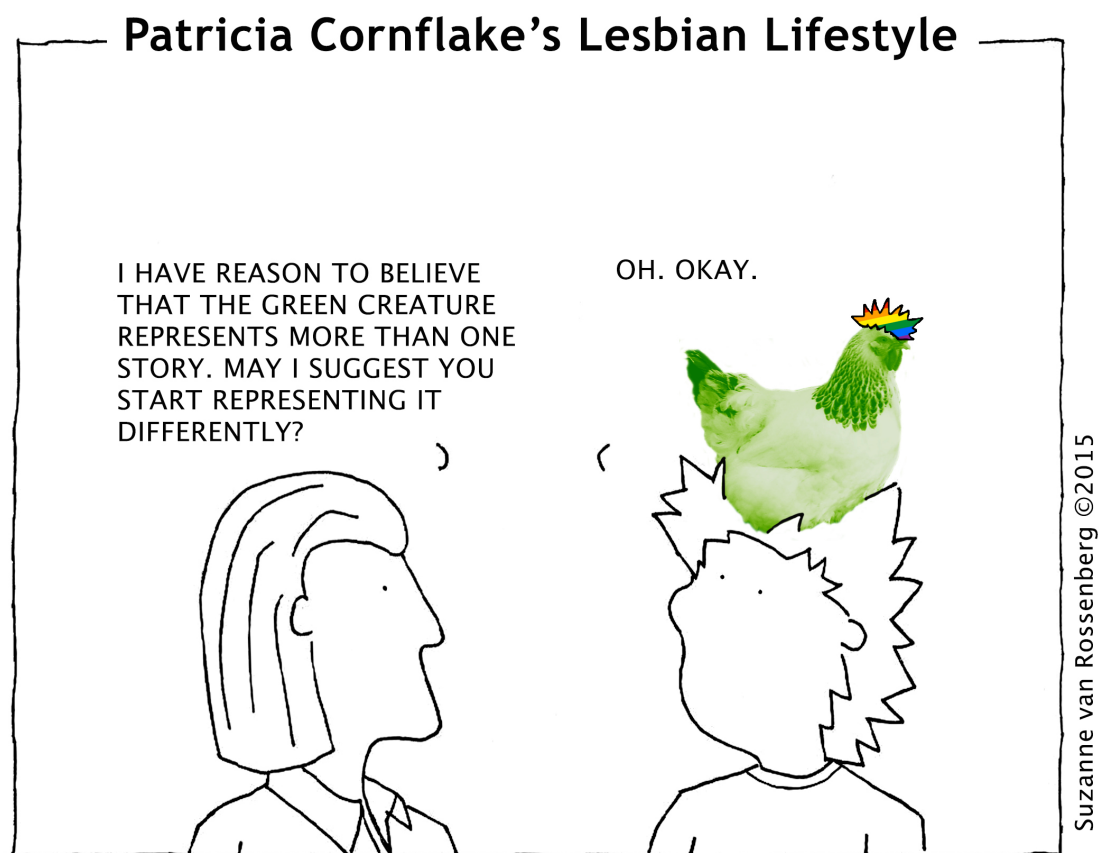 Patricia Cornflake’s Lesbian Lifestyle
I HAVE REASON TO BELIEVE
THAT THE GREEN CREATURE
REPRESENTS MORE THAN ONE
STORY. MAY I SUGGEST YOU
START REPRESENTING IT
DIFFERENTLY?
OH. OKAY.
Suzanne van Rossenberg ©2015